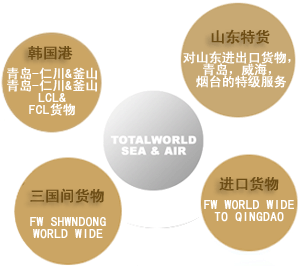 韩国港
青岛-仁川&釜山
青岛-仁川&釜山
LCL&
FCL货物
山东特货
对山东进出口货物，
青岛，威海，
烟台的特级服务
TOTALWORLD
SEA & AIR
三国间货物
FW SHWNDONG
WORLD WIDE
进口货物
FW WORLD WIDE
TO QINGDAO